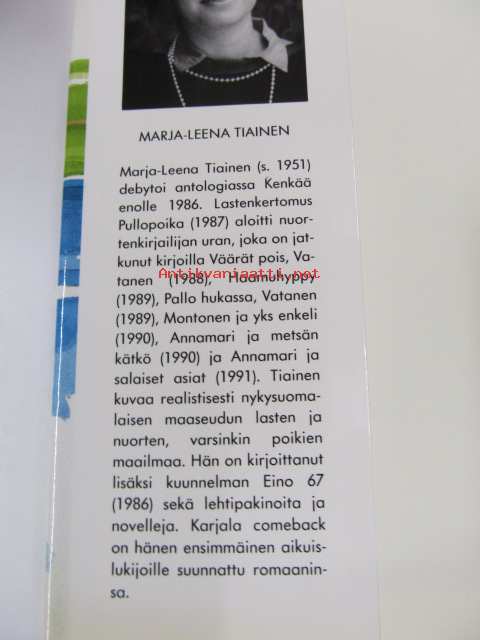 MARJA-LEENA TIAINEN
Marja-Leena Tiainen (s. 1951)
debytoi antologiassa Kenkää
enolle 1986. Lastenkertomus
Pullopoika (1987) aloitti nuor-
tenkirjailijan uran, joka on jat-
kunut kirjoilla Väärät pois, Va-
Antikvariaatti.net
tanen (1988), Haamuhyppy
(1989), Pallo hukassa, Vatanen
(1989), Montonen ja yks enkeli
(1990), Annamari ja metsän
kätkö (1990) ja Annamari ja
salaiset asiat (1991). Tiainen
kuvaa realistisesti nykysuoma-
laisen maaseudun lasten ja
nuorten, varsinkin poikien
maailmaa. Hän on kirjoittanut
lisäksi kuunnelman Eino 67
(1986) sekä lehtipakinoita ja
novelleja. Karjala comeback
on hänen ensimmäinen aikuis-
lukijoille suunnattu romaanin-
sa.